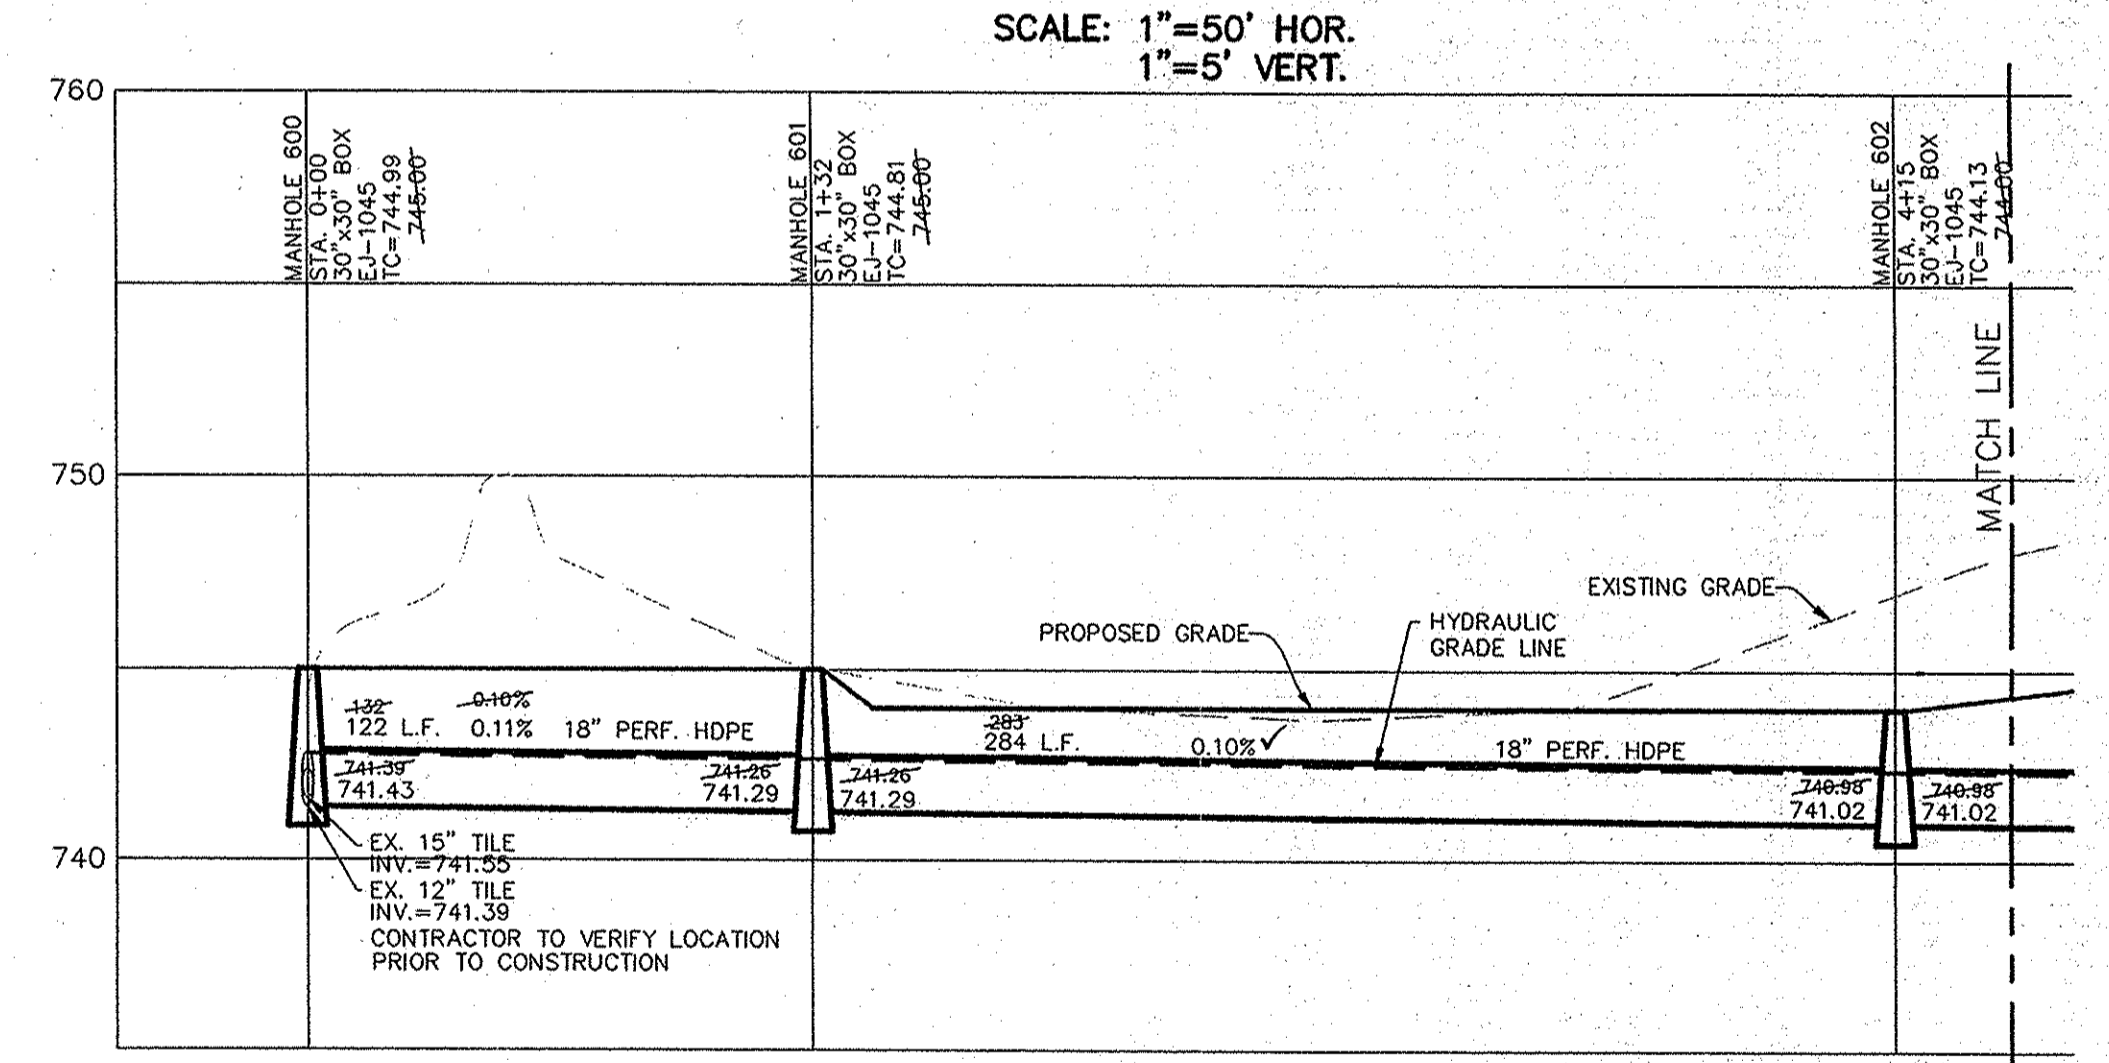 SCALE: 1"=50' HOR.
1"=5' VERT.
760
MANHOLE 600
STA. 0+00
30"x30" BOX
EJ-1045
TC=744.99
745.00
MANHOLE 601
STA. 1+32
30"x30" BOX
EJ-1045
TC=744.81
745.00
MANHOLE 602
STA. 4+15
30"x30" BOX
EJ-1045
TC=744.13
744.00
MATCH LINE
750
EXISTING GRADE
PROPOSED GRADE
HYDRAULIC
GRADE LINE
132 0.10%
122 L.F. 0.11% 18" PERF. HDPE
283
284 L.F. 0.10% ✓ 18" PERF. HDPE
741.39
741.43
741.26
741.29
741.26
741.29
740.98
741.02
740.98
741.02
740
EX. 15" TILE
INV.=741.55
EX. 12" TILE
INV.=741.39
CONTRACTOR TO VERIFY LOCATION
PRIOR TO CONSTRUCTION